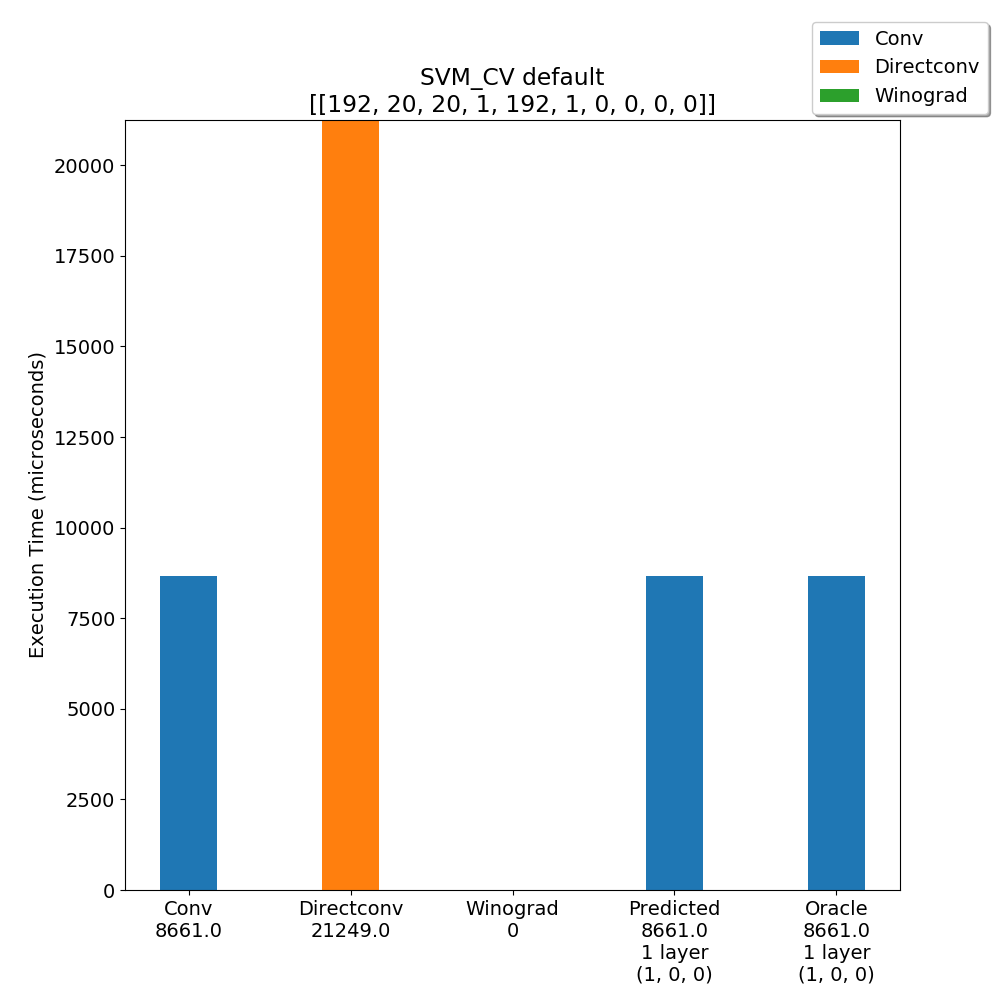 Conv
Directconv
Winograd
SVM_CV default
[[192, 20, 20, 1, 192, 1, 0, 0, 0, 0]]
Execution Time (microseconds)
20000
17500
15000
12500
10000
7500
5000
2500
0
Conv
8661.0
Directconv
21249.0
Winograd
0
Predicted
8661.0
1 layer
(1, 0, 0)
Oracle
8661.0
1 layer
(1, 0, 0)